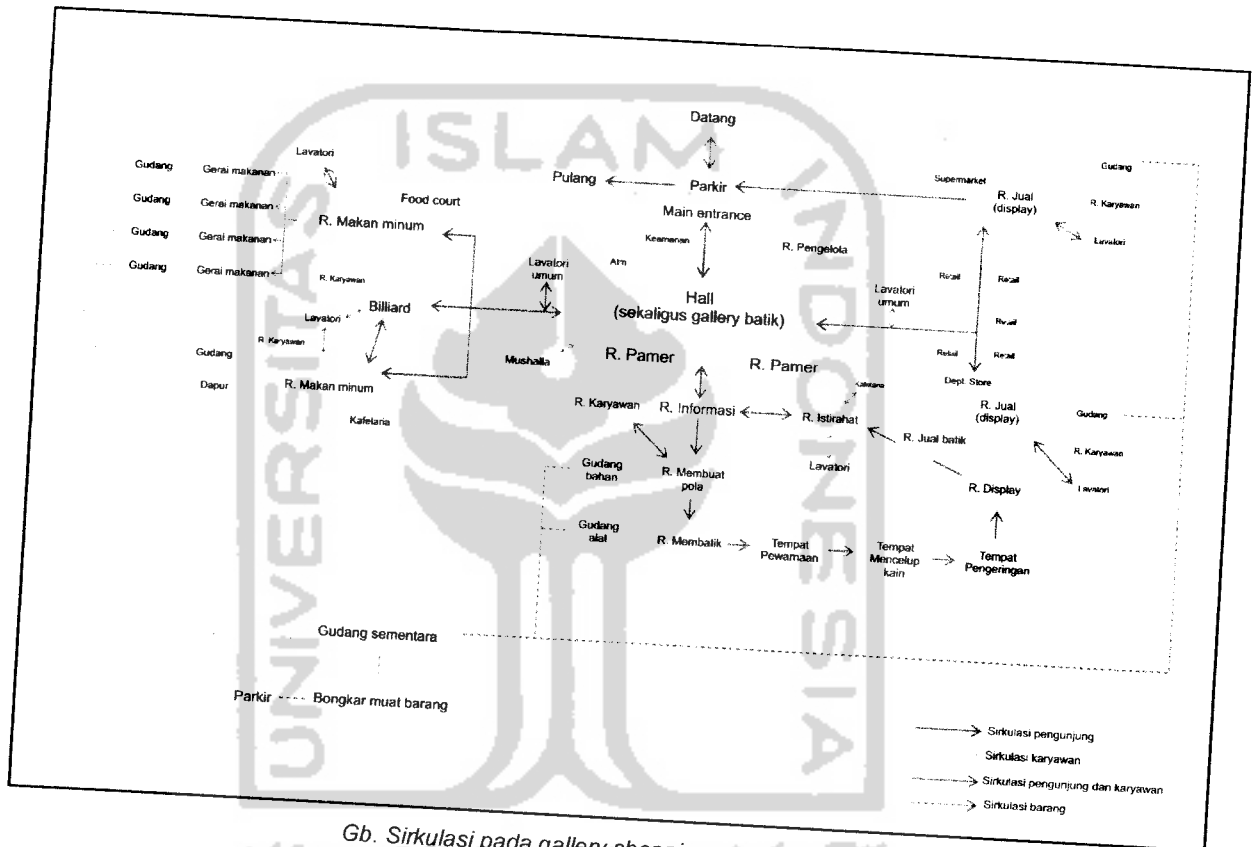 UNIVERSITAS
ISLAM
INDONESIA
Datang
Pulang
Parkir
Main entrance
Keamanan
R. Pengelola
Atm
Lavatori
umum
Hall
(sekaligus gallery batik)
Lavatori
umum
Mushalla
R. Pamer
R. Pamer
Lavatori
Gudang
Gerai makanan
Gudang
Gerai makanan
Gudang
Gerai makanan
Gudang
Gerai makanan
Food court
R. Makan minum
R. Karyawan
Billiard
Lavatori
R. Karyawan
Gudang
Dapur
R. Makan minum
Kafetaria
Supermarket
R. Jual
(display)
Gudang
R. Karyawan
Lavatori
Retail
Retail
Retail
Retail
Retail
Dept. Store
R. Jual
(display)
Gudang
R. Karyawan
Lavatori
R. Karyawan
R. Informasi
R. Istirahat
Lavatori
R. Jual batik
R. Display
Gudang
bahan
R. Membuat
pola
Gudang
alat
R. Membatik
Tempat
Pewarnaan
Tempat
Mencelup
kain
Tempat
Pengeringan
Gudang sementara
Parkir
Bongkar muat barang
Sirkulasi pengunjung
Sirkulasi karyawan
Sirkulasi pengunjung dan karyawan
Sirkulasi barang
Gb. Sirkulasi pada gallery